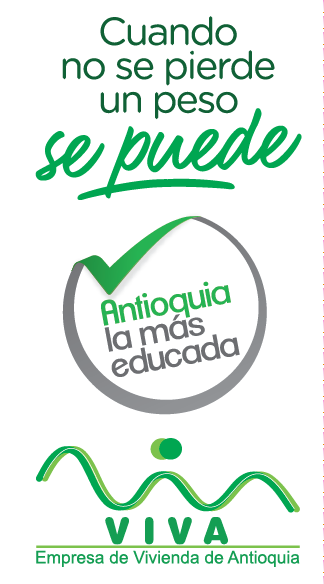 Cuando
no se pierde
un peso
se puede
Antioquia
la más
educada
VIVA
Empresa de Vivienda de Antioquia